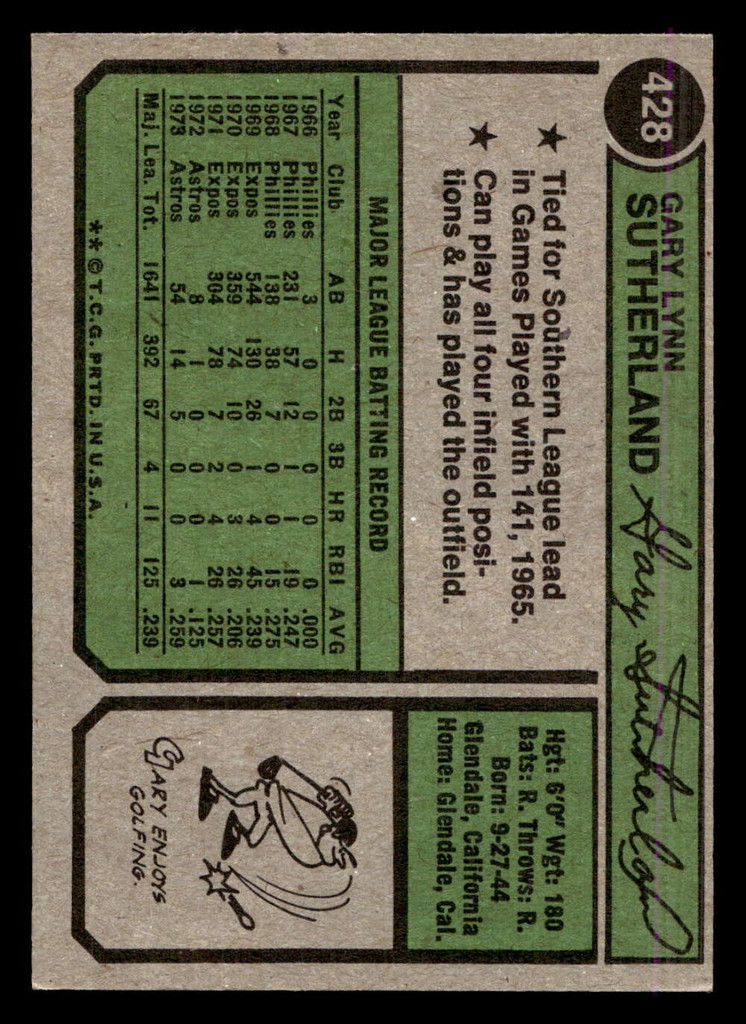 428
GARY LYNN
SUTHERLAND
Gary Sutherland
★ Tied for Southern League lead
in Games Played with 141, 1965.
★ Can play all four infield posi-
tions & has played the outfield.
MAJOR LEAGUE BATTING RECORD
Year Club AB H 2B 3B HR RBI AVG
1966 Phillies 3 0 0 0 0 0 .000
1967 Phillies 231 57 12 1 1 19 .247
1968 Phillies 138 38 7 0 0 15 .275
1969 Expos 544 130 26 1 4 45 .239
1970 Expos 359 74 10 0 3 26 .206
1971 Expos 304 78 7 2 4 26 .257
1972 Astros 8 1 0 0 0 1 .125
1973 Astros 54 14 5 0 0 3 .259
Maj. Lea. Tot. 1641 392 67 4 11 125 .239
** © T.C.G. PRTD. IN U.S.A.
Hgt: 6'0" Wgt: 180
Bats: R. Throws: R.
Born: 9-27-44
Glendale, California
Home: Glendale, Cal.
GARY ENJOYS
GOLFING.